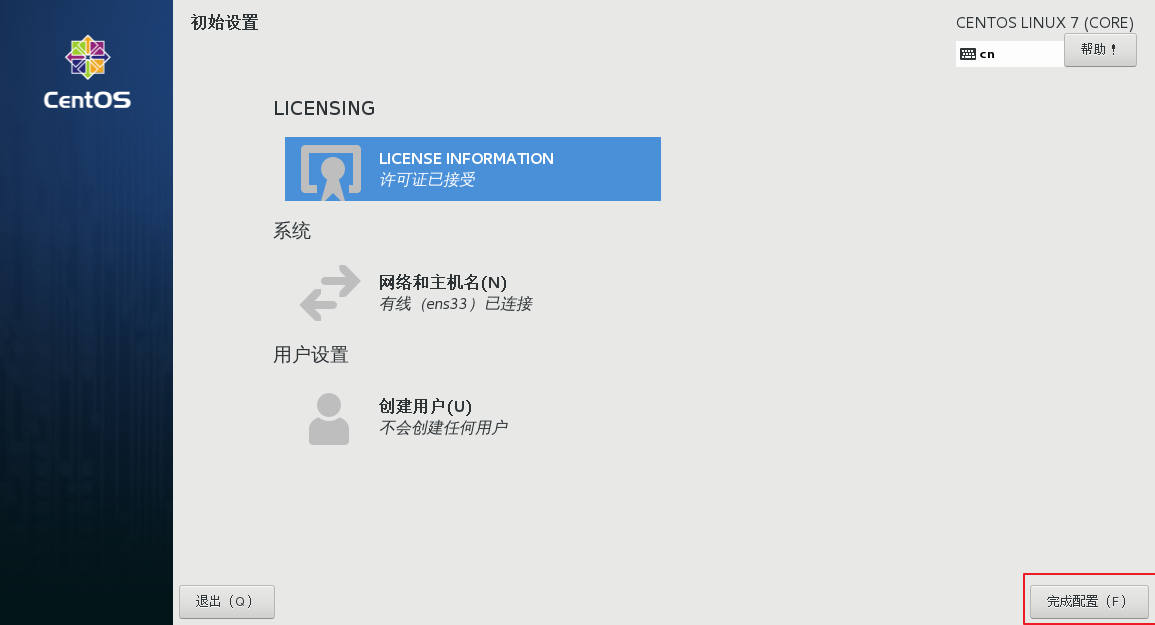 CentOS
初始设置
CENTOS LINUX 7 (CORE)
cn
帮助！
LICENSING
LICENSE INFORMATION
许可证已接受
系统
网络和主机名(N)
有线（ens33）已连接
用户设置
创建用户(U)
不会创建任何用户
退出（Q）
完成配置（F）